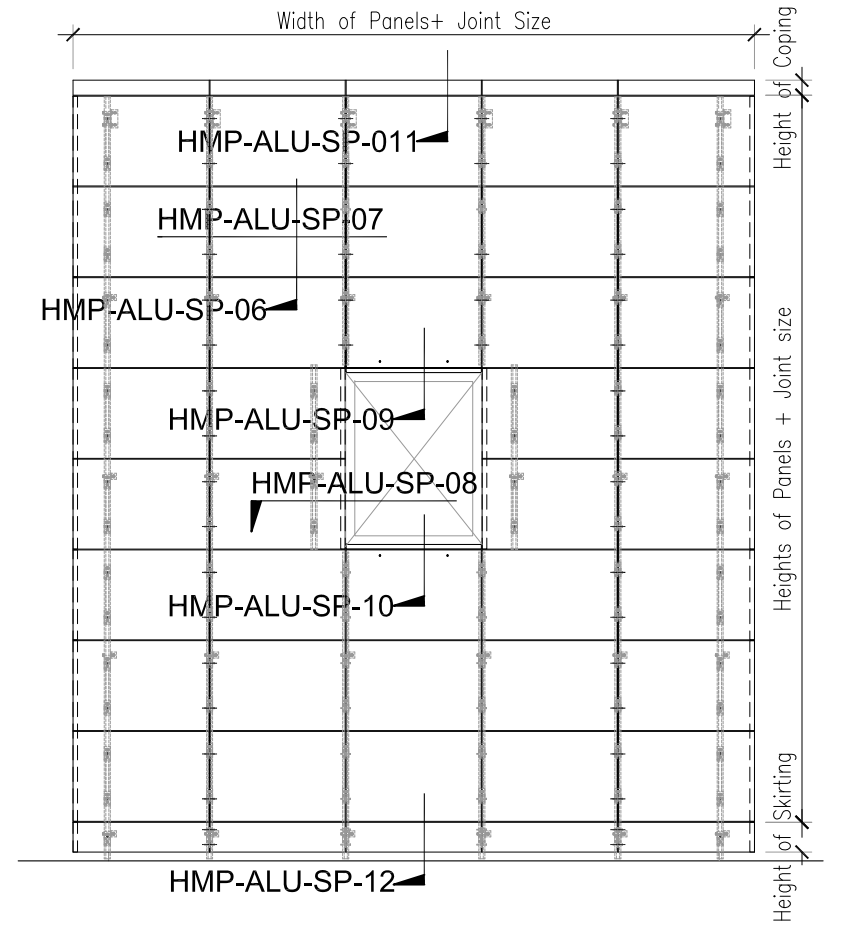 Width of Panels+ Joint Size
Height of Coping
HMP-ALU-SP-011
HMP-ALU-SP-07
HMP-ALU-SP-06
Heights of Panels + Joint size
HMP-ALU-SP-09
HMP-ALU-SP-08
HMP-ALU-SP-10
Height of Skirting
HMP-ALU-SP-12